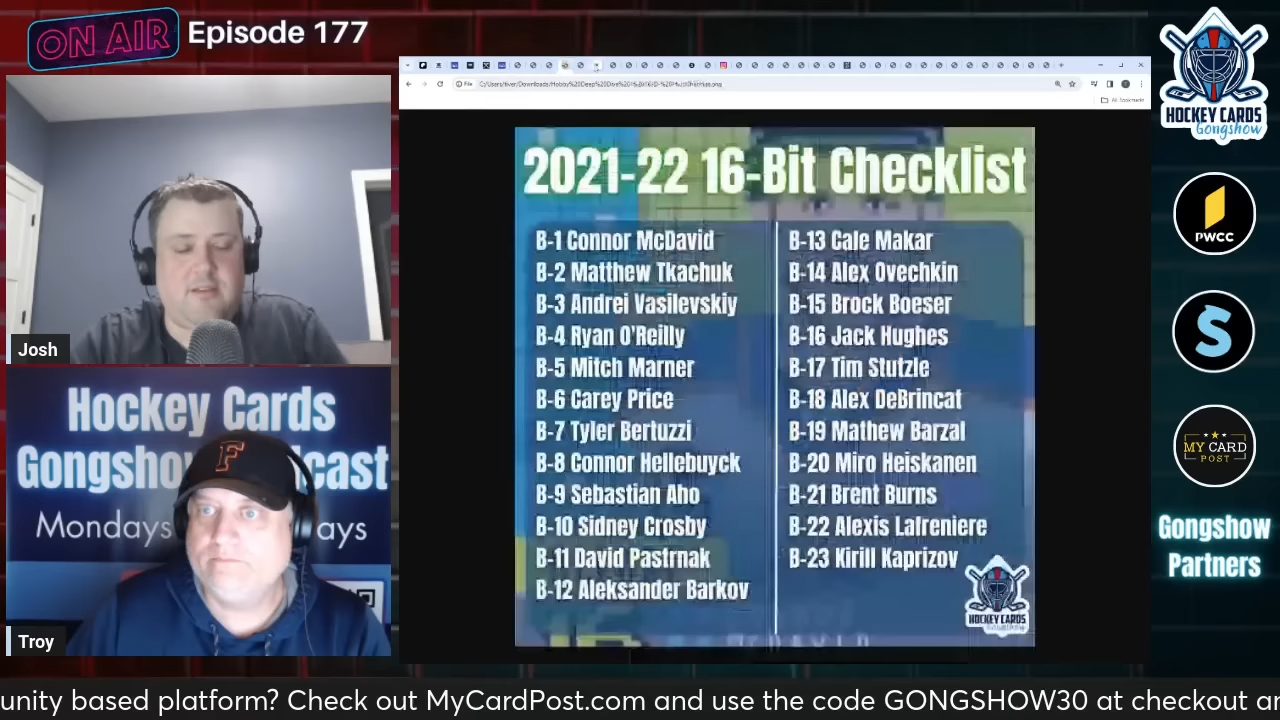 ON AIR
Episode 177
HOCKEY CARDS
Gongshow
File
All Bookmarks
PWCC
S
MY CARD
POST
Gongshow
Partners
Josh
Hockey Cards
Mondays
F
Troy
2021-22 16-Bit Checklist
B-1 Connor McDavid
B-2 Matthew Tkachuk
B-3 Andrei Vasilevskiy
B-4 Ryan O'Reilly
B-5 Mitch Marner
B-6 Carey Price
B-7 Tyler Bertuzzi
B-8 Connor Hellebuyck
B-9 Sebastian Aho
B-10 Sidney Crosby
B-11 David Pastrnak
B-12 Aleksander Barkov
B-13 Cale Makar
B-14 Alex Ovechkin
B-15 Brock Boeser
B-16 Jack Hughes
B-17 Tim Stutzle
B-18 Alex DeBrincat
B-19 Mathew Barzal
B-20 Miro Heiskanen
B-21 Brent Burns
B-22 Alexis Lafreniere
B-23 Kirill Kaprizov
HOCKEY CARDS
unity based platform? Check out MyCardPost.com and use the code GONGSHOW30 at checkout